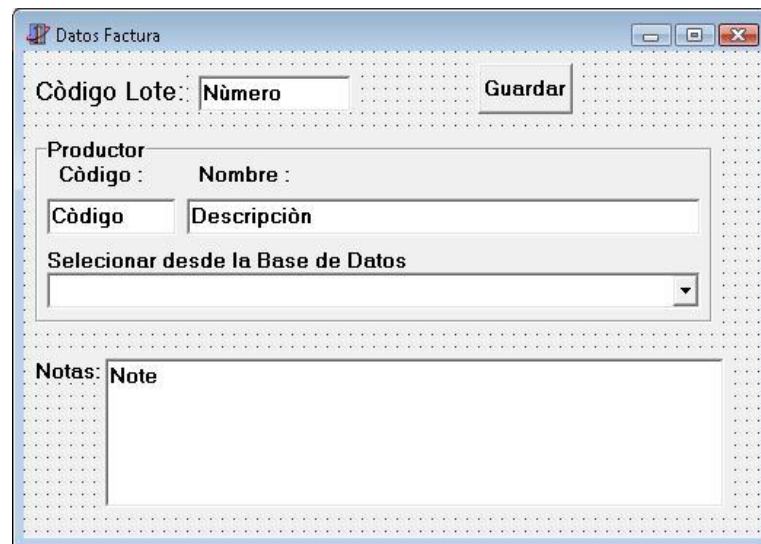 Datos Factura
Còdigo Lote: Nùmero Guardar
Productor
Còdigo : Nombre :
Còdigo Descripciòn
Selecionar desde la Base de Datos
Notas: Note